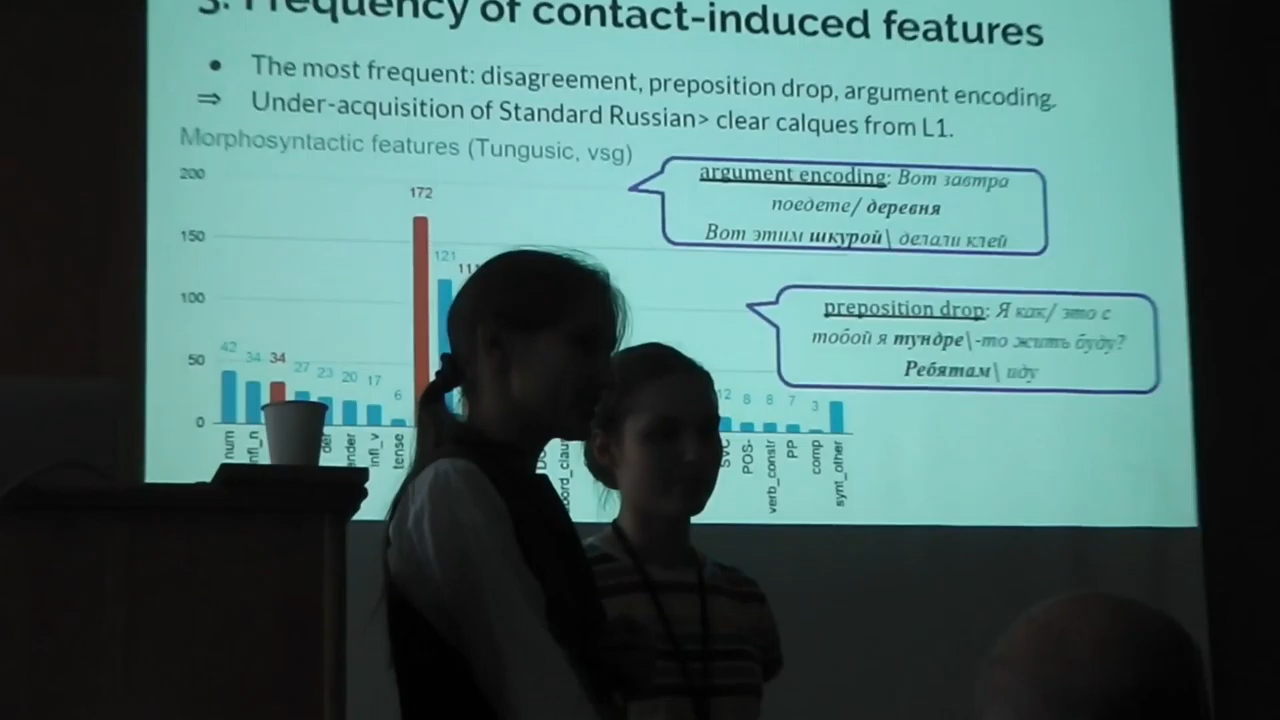 3. Frequency of contact-induced features
● The most frequent: disagreement, preposition drop, argument encoding.
⇒ Under-acquisition of Standard Russian> clear calques from L1.
Morphosyntactic features (Tungusic, vsg)
argument encoding: Вот завтра
поедете/ деревня
Вот этим шкурой\ делали клей
preposition drop: Я как/ это с
тобой я тундре\-то жить буду?
Ребятам\ иду
200
150
100
50
0
42
34
34
27
23
20
17
6
172
121
12
8
8
7
3
num
infl_n
infl_v
tense
SVC
POS-
verb_constr
PP
comp
synt_other